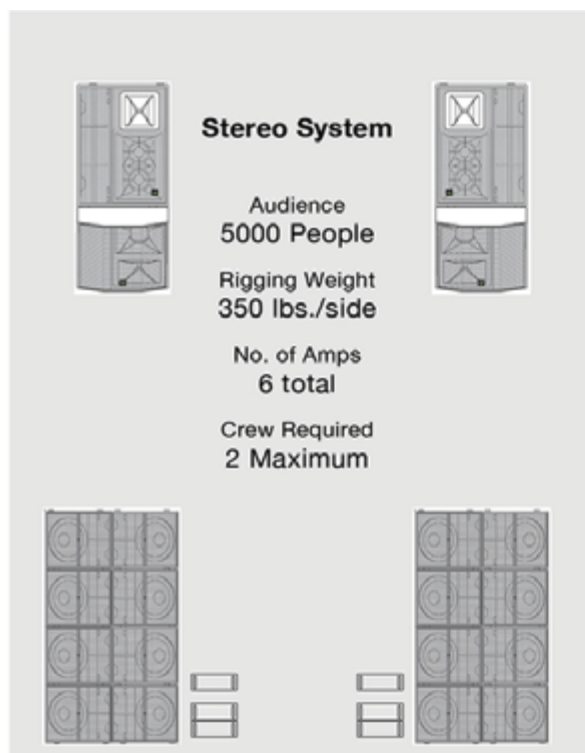 Stereo System
Audience
5000 People
Rigging Weight
350 lbs./side
No. of Amps
6 total
Crew Required
2 Maximum